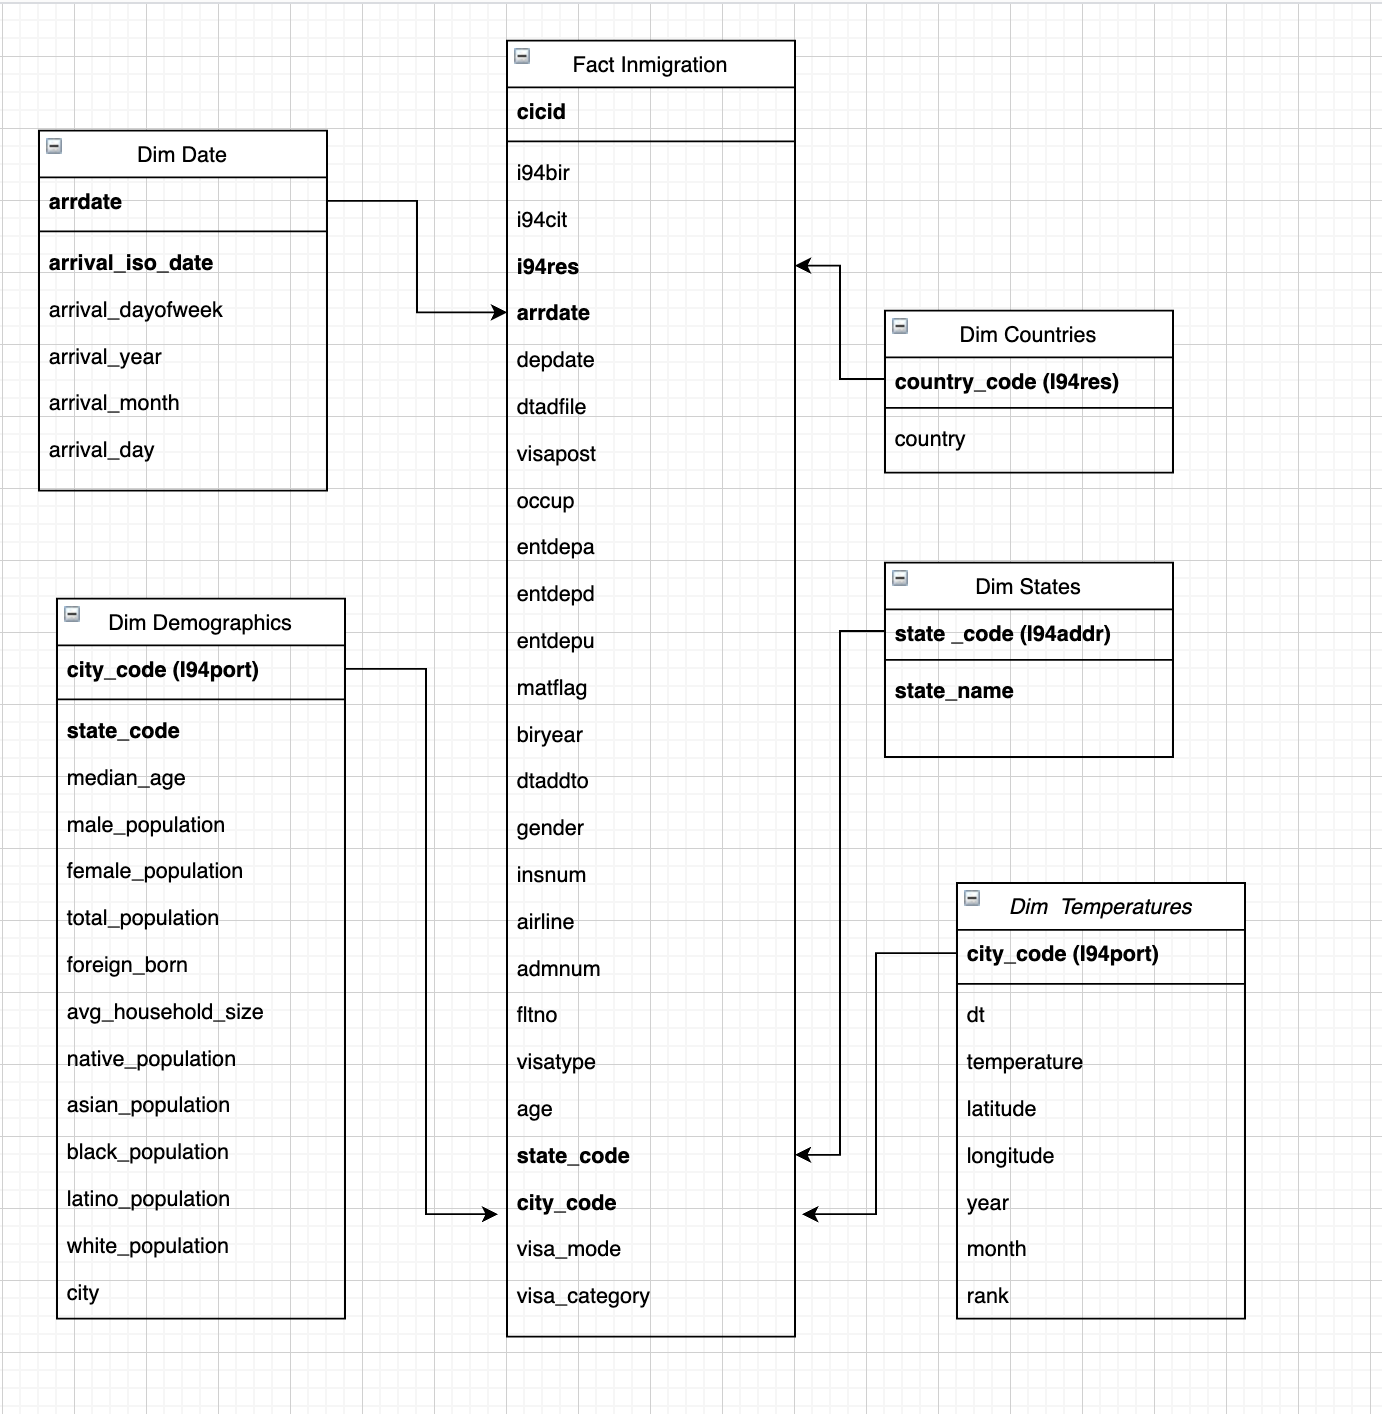 Fact Inmigration
cicid
i94bir
i94cit
i94res
arrdate
depdate
dtadfile
visapost
occup
entdepa
entdepd
entdepu
matflag
biryear
dtaddto
gender
insnum
airline
admnum
fltno
visatype
age
state_code
city_code
visa_mode
visa_category
Dim Date
arrdate
arrival_iso_date
arrival_dayofweek
arrival_year
arrival_month
arrival_day
Dim Demographics
city_code (I94port)
state_code
median_age
male_population
female_population
total_population
foreign_born
avg_household_size
native_population
asian_population
black_population
latino_population
white_population
city
Dim Countries
country_code (I94res)
country
Dim States
state _code (I94addr)
state_name
Dim  Temperatures
city_code (I94port)
dt
temperature
latitude
longitude
year
month
rank